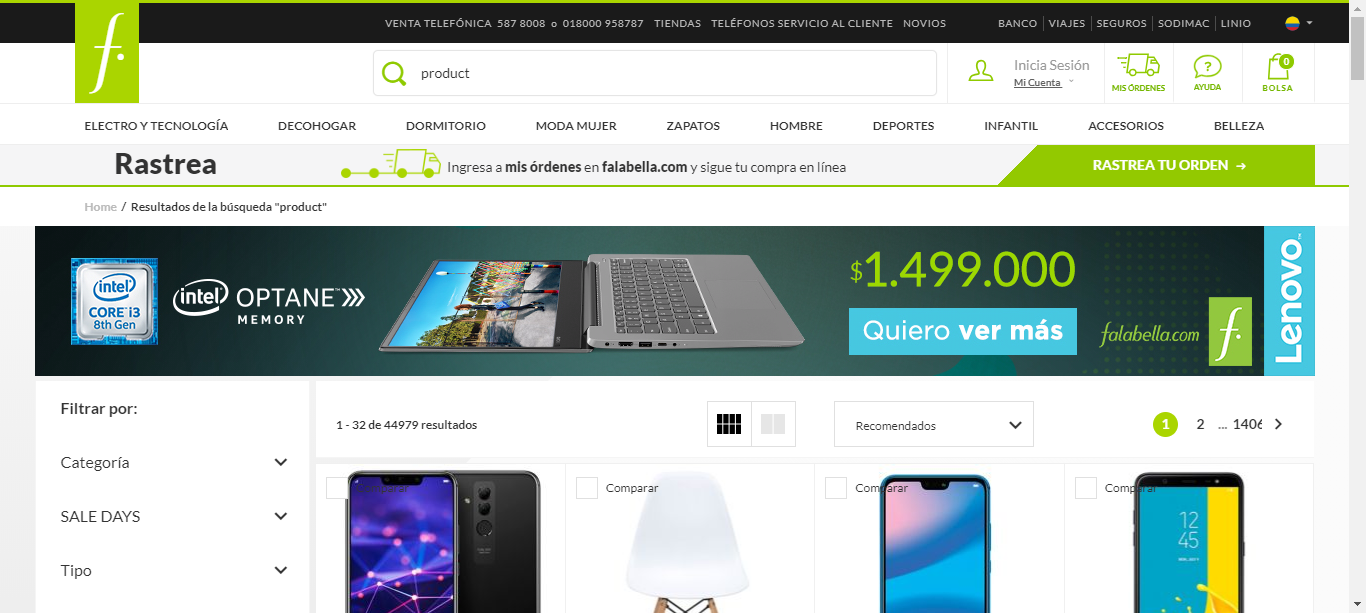 VENTA TELEFÓNICA 587 8008 o 018000 958787 TIENDAS TELÉFONOS SERVICIO AL CLIENTE NOVIOS BANCO VIAJES SEGUROS SODIMAC LINIO
f.
product
Inicia Sesión
Mi Cuenta
MIS ÓRDENES
?
AYUDA
0
BOLSA
ELECTRO Y TECNOLOGÍA DECOHOGAR DORMITORIO MODA MUJER ZAPATOS HOMBRE DEPORTES INFANTIL ACCESORIOS BELLEZA
Rastrea Ingresa a mis órdenes en falabella.com y sigue tu compra en línea RASTREA TU ORDEN →
Home / Resultados de la búsqueda "product"
intel
CORE i3
8th Gen
intel OPTANE™
MEMORY
$1.499.000
Quiero ver más
falabella.com
f.
Lenovo™
Filtrar por:
Categoría
SALE DAYS
Tipo
1 - 32 de 44979 resultados
Recomendados
1 2 ... 1406
Comparar
Comparar
Comparar
Comparar
12
45